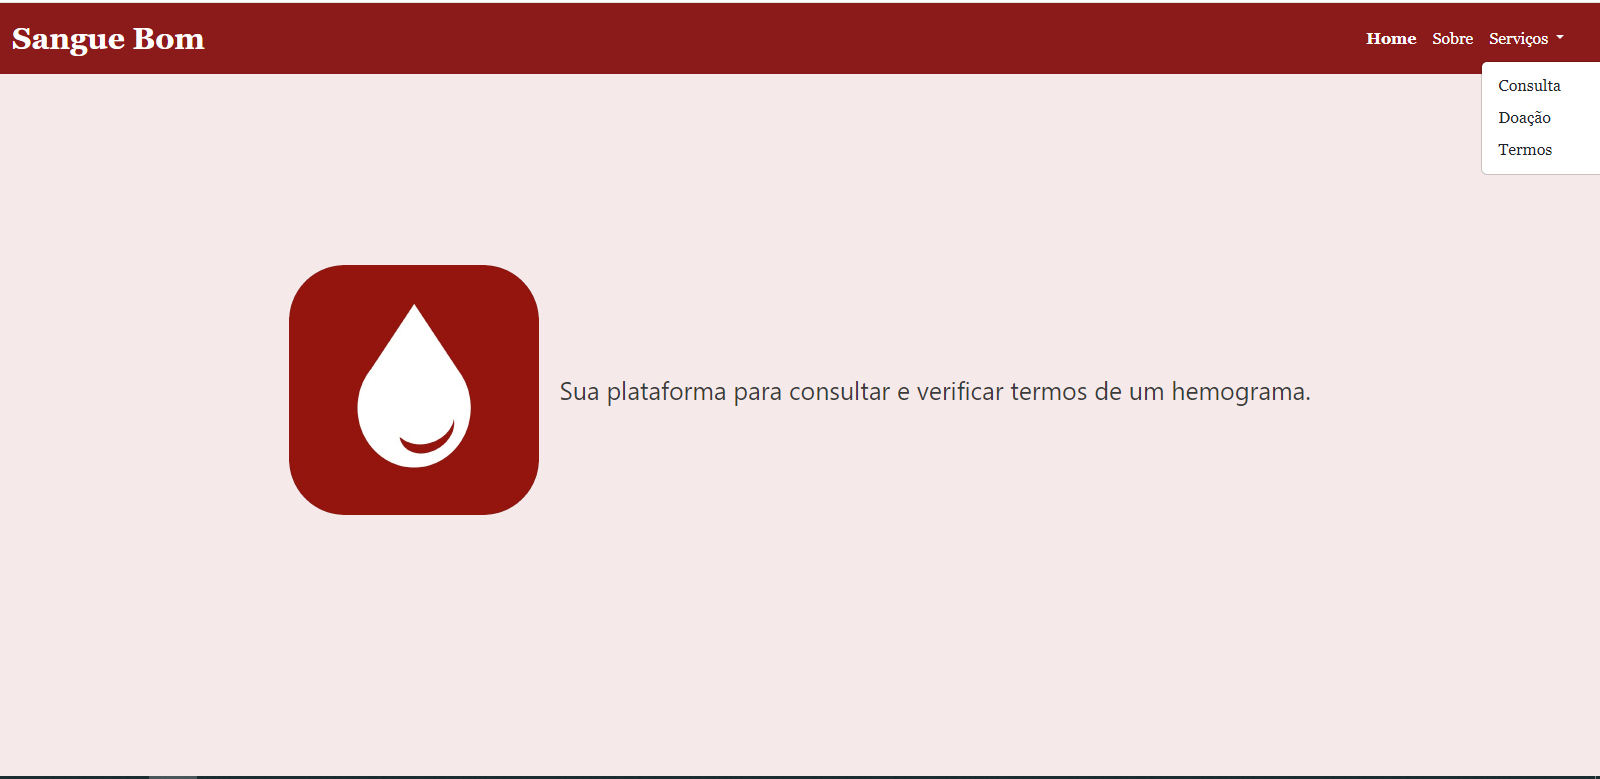 Sangue Bom
Home Sobre Serviços
Consulta
Doação
Termos
Sua plataforma para consultar e verificar termos de um hemograma.